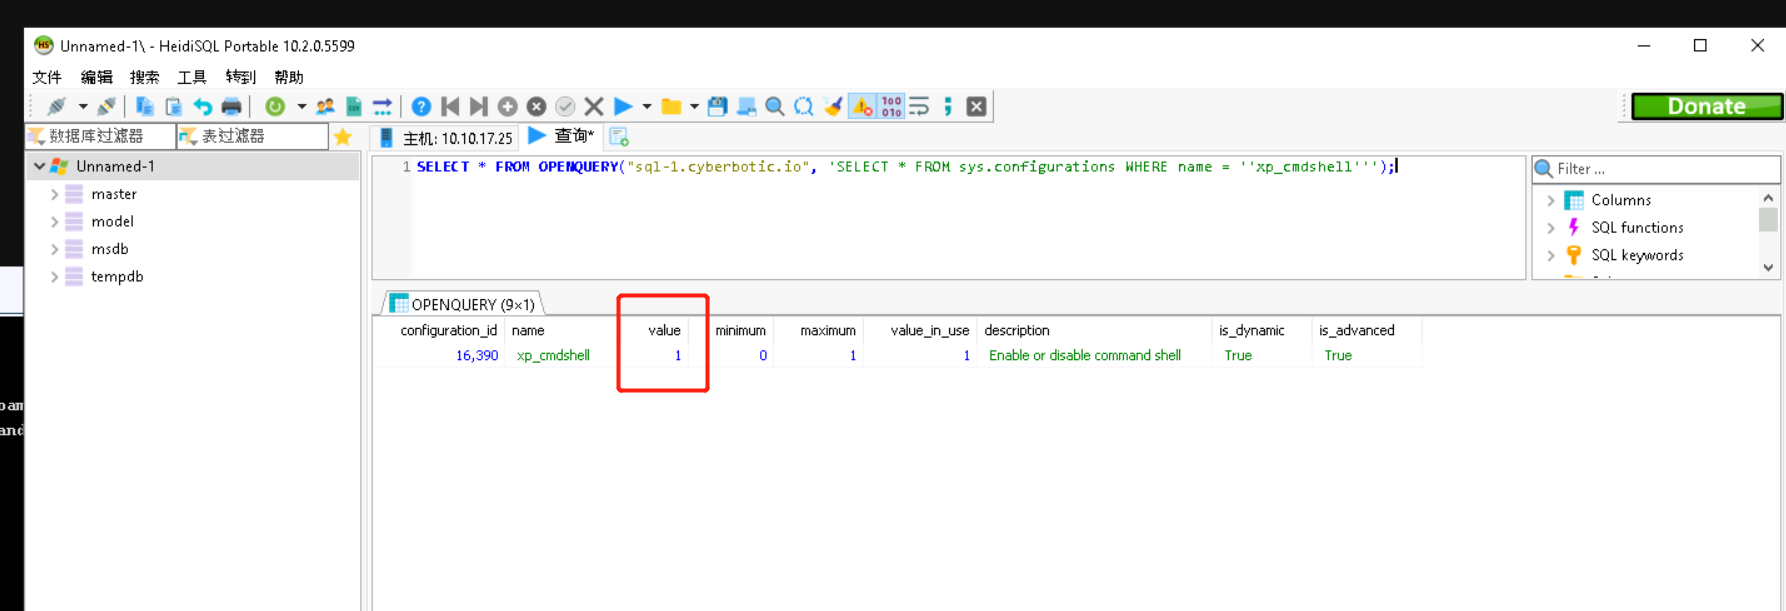 Unnamed-1\ - HeidiSQL Portable 10.2.0.5599
文件 编辑 搜索 工具 转到 帮助
Donate
数据库过滤器 表过滤器 主机: 10.10.17.25 查询*
Unnamed-1
master
model
msdb
tempdb
1 SELECT * FROM OPENQUERY("sql-1.cyberbotic.io", 'SELECT * FROM sys.configurations WHERE name = ''xp_cmdshell''');
Filter ...
Columns
SQL functions
SQL keywords
OPENQUERY (9×1)
configuration_id name value minimum maximum value_in_use description is_dynamic is_advanced
16,390 xp_cmdshell 1 0 1 1 Enable or disable command shell True True